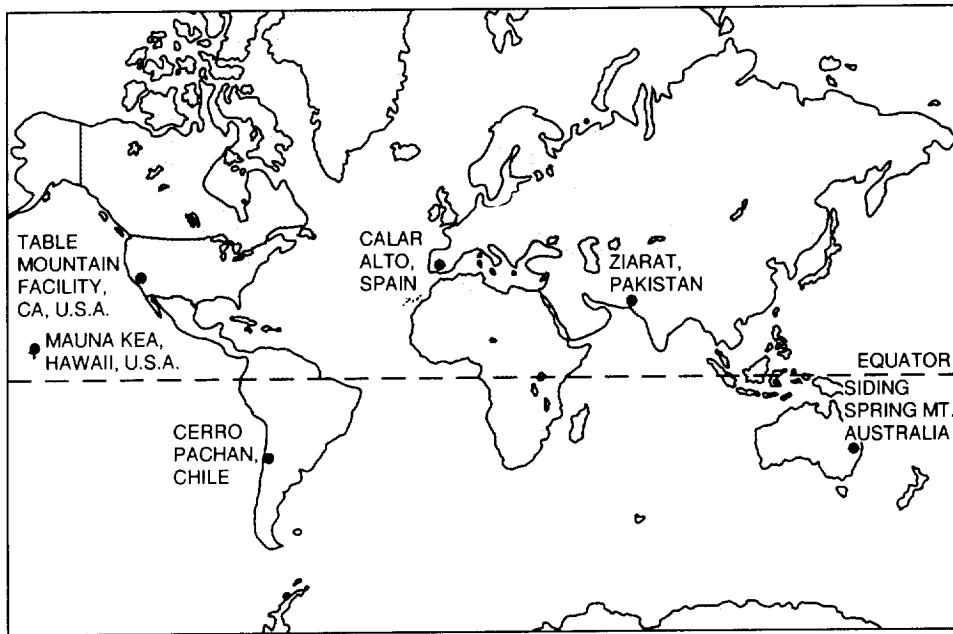 TABLE
MOUNTAIN
FACILITY,
CA, U.S.A.
MAUNA KEA,
HAWAII, U.S.A.
CERRO
PACHAN,
CHILE
CALAR
ALTO,
SPAIN
ZIARAT,
PAKISTAN
EQUATOR
SIDING
SPRING MT.
AUSTRALIA